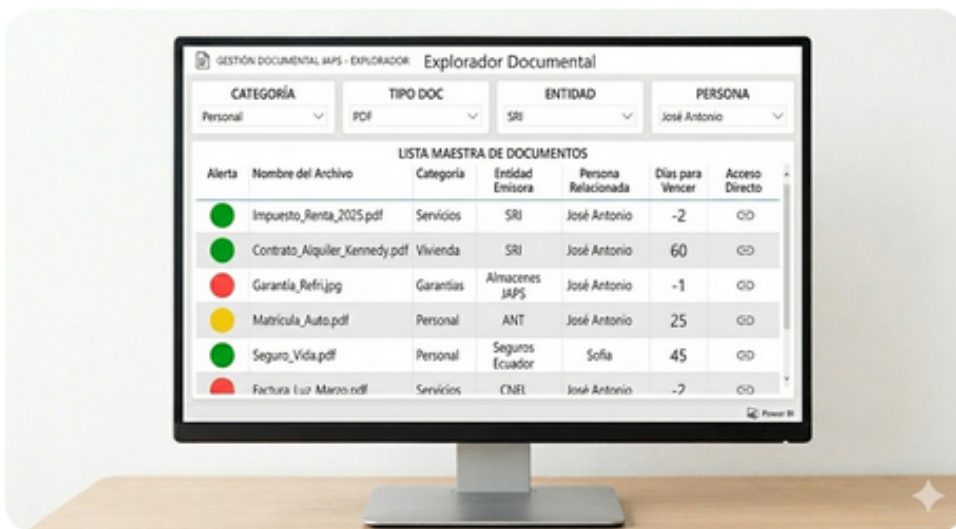 GESTIÓN DOCUMENTAL JAPS - EXPLORADOR Explorador Documental
CATEGORÍA TIPO DOC ENTIDAD PERSONA
Personal PDF SRI José Antonio
LISTA MAESTRA DE DOCUMENTOS
Alerta Nombre del Archivo Categoría Entidad Emisora Persona Relacionada Días para Vencer Acceso Directo
Impuesto_Renta_2025.pdf Servicios SRI José Antonio -2
Contrato_Alquiler_Kennedy.pdf Vivienda SRI José Antonio 60
Garantía_Refri.jpg Garantías Almacenes JAPS José Antonio -1
Matrícula_Auto.pdf Personal ANT José Antonio 25
Seguro_Vida.pdf Personal Seguros Ecuador Sofía 45
Factura_Luz_Marzo.pdf Servicios CNEL José Antonio -2
Power BI